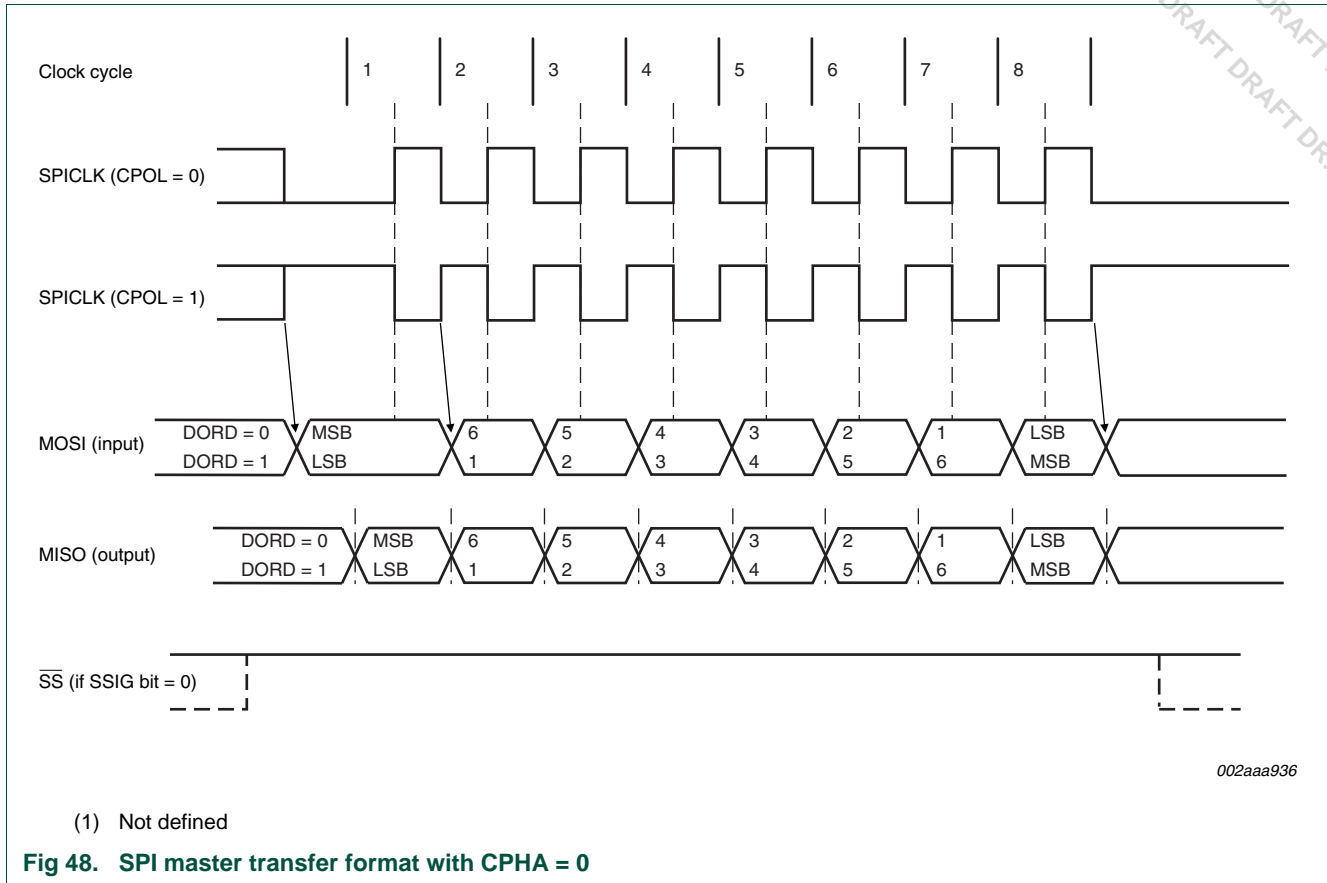 DRAFT DRAFT DRAFT
Clock cycle 1 2 3 4 5 6 7 8
SPICLK (CPOL = 0)
SPICLK (CPOL = 1)
MOSI (input)
DORD = 0 MSB 6 5 4 3 2 1 LSB
DORD = 1 LSB 1 2 3 4 5 6 MSB
MISO (output)
DORD = 0 MSB 6 5 4 3 2 1 LSB
DORD = 1 LSB 1 2 3 4 5 6 MSB
SS (if SSIG bit = 0)
002aaa936
(1) Not defined
Fig 48. SPI master transfer format with CPHA = 0